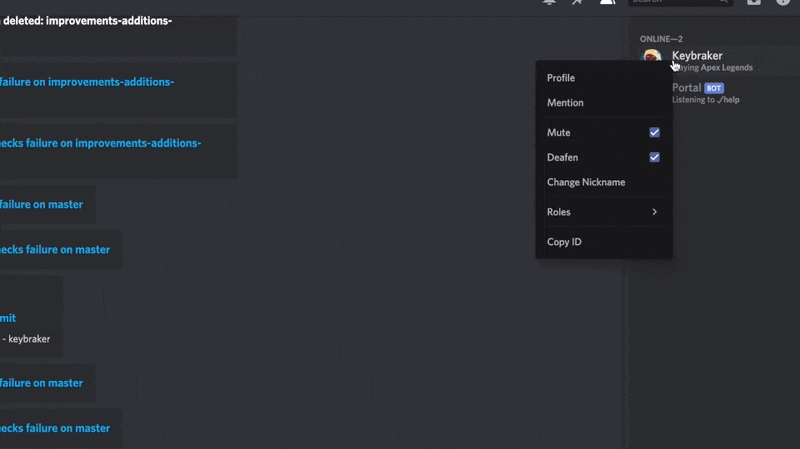 deleted: improvements-additions-
failure on improvements-additions-
ecks failure on improvements-additions-
failure on master
ecks failure on master
mit
- keybraker
failure on master
ecks failure on master
Search
ONLINE—2
Keybraker
aying Apex Legends
Portal BOT
Listening to ./help
Profile
Mention
Mute
Deafen
Change Nickname
Roles
Copy ID